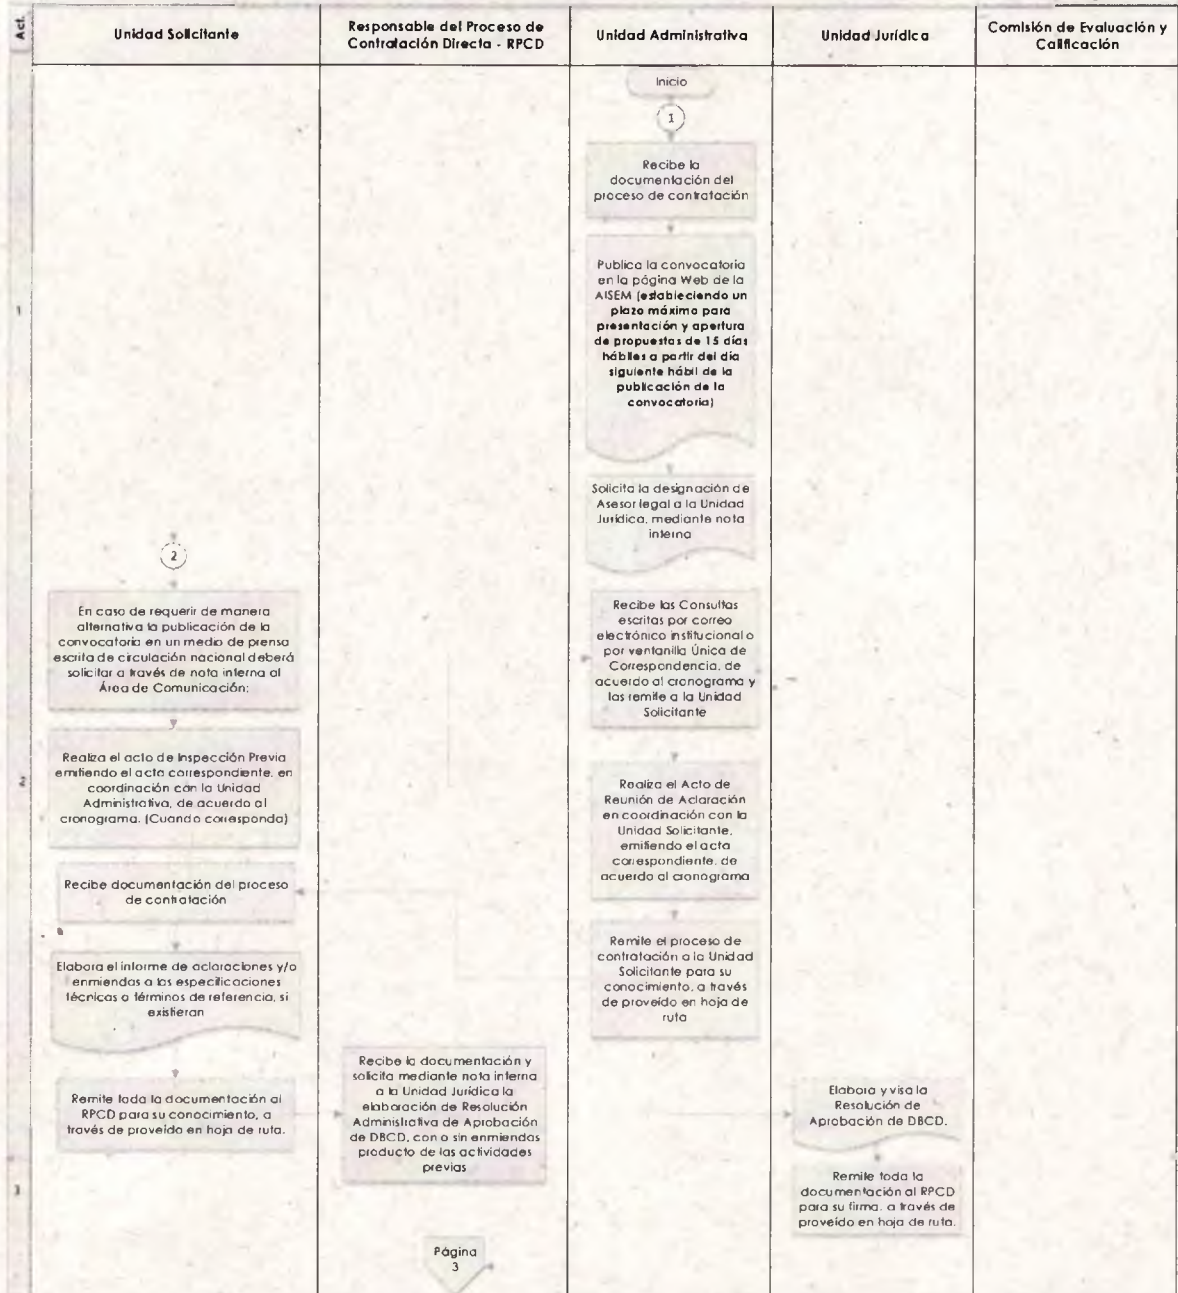 Act.
Unidad Solicitante
Responsable del Proceso de
Contratación Directa - RPCD
Unidad Administrativa
Unidad Jurídica
Comisión de Evaluación y
Calificación
Inicio
1
Recibe la
documentación del
proceso de contratación
1
Publica la convocatoria
en la página Web de la
AISEM (estableciendo un
plazo máximo para
presentación y apertura
de propuestas de 15 días
hábiles a partir del día
siguiente hábil de la
publicación de la
convocatoria)
Solicita la designación de
Asesor legal a la Unidad
Jurídica, mediante nota
interna
2
En caso de requerir de manera
alternativa la publicación de la
convocatoria en un medio de prensa
escrita de circulación nacional deberá
solicitar a través de nota interna al
Área de Comunicación;
Recibe las Consultas
escritas por correo
electrónico institucional o
por ventanilla Única de
Correspondencia, de
acuerdo al cronograma y
las remite a la Unidad
Solicitante
2
Realiza el acto de Inspección Previa
emitiendo el acta correspondiente, en
coordinación con la Unidad
Administrativa, de acuerdo al
cronograma. (Cuando corresponda)
Realiza el Acto de
Reunión de Aclaración
en coordinación con la
Unidad Solicitante,
emitiendo el acta
correspondiente, de
acuerdo al cronograma
Recibe documentación del proceso
de contratación
Remite el proceso de
contratación a la Unidad
Solicitante para su
conocimiento, a través
de proveído en hoja de
ruta
Elabora el informe de aclaraciones y/o
enmiendas a las especificaciones
técnicas o términos de referencia, si
existieran
Remite toda la documentación al
RPCD para su conocimiento, a
través de proveído en hoja de ruta.
Recibe la documentación y
solicita mediante nota interna
a la Unidad Jurídica la
elaboración de Resolución
Administrativa de Aprobación
de DBCD, con o sin enmiendas
producto de las actividades
previas
Elabora y visa la
Resolución de
Aprobación de DBCD.
3
Remite toda la
documentación al RPCD
para su firma, a través de
proveído en hoja de ruta.
Página
3